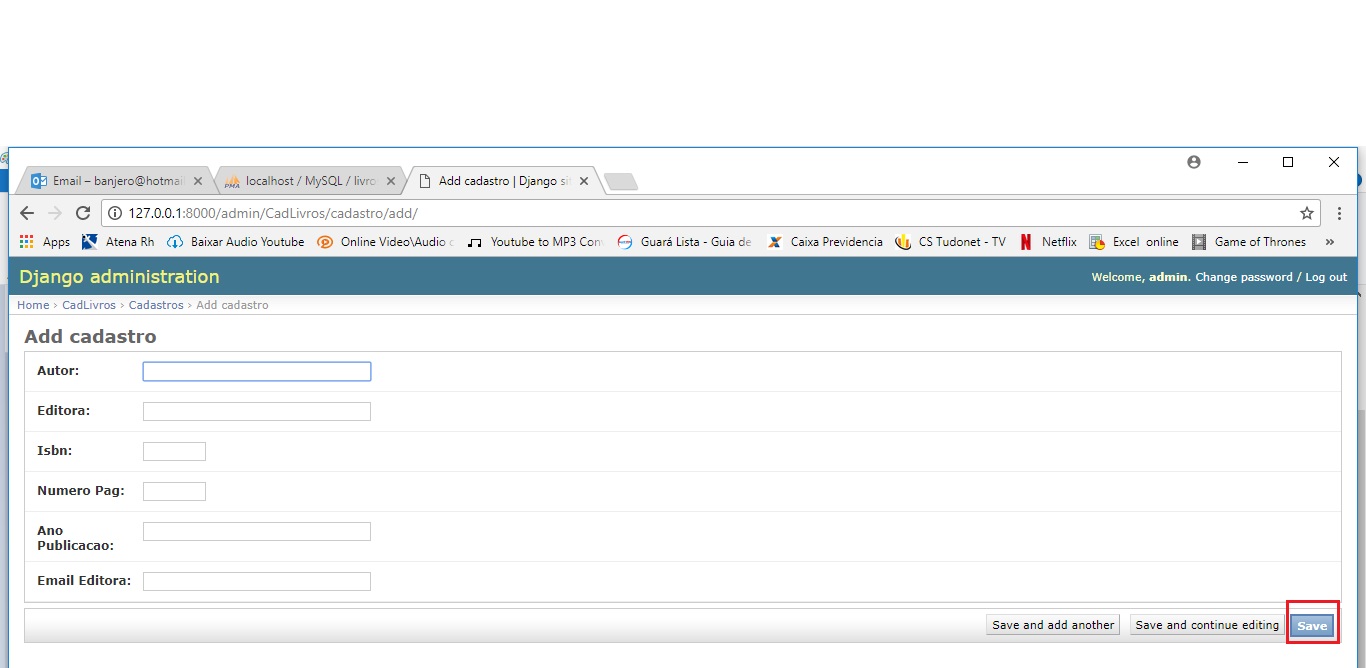 Email – banjero@hotmai
localhost / MySQL / livro
Add cadastro | Django si
127.0.0.1:8000/admin/CadLivros/cadastro/add/
Apps Atena Rh Baixar Audio Youtube Online Video\Audio Youtube to MP3 Con Guará Lista - Guia de Caixa Previdencia CS Tudonet - TV Netflix Excel online Game of Thrones »
Django administration
Welcome, admin. Change password / Log out
Home › CadLivros › Cadastros › Add cadastro
Add cadastro
Autor:
Editora:
Isbn:
Numero Pag:
Ano
Publicacao:
Email Editora:
Save and add another Save and continue editing Save